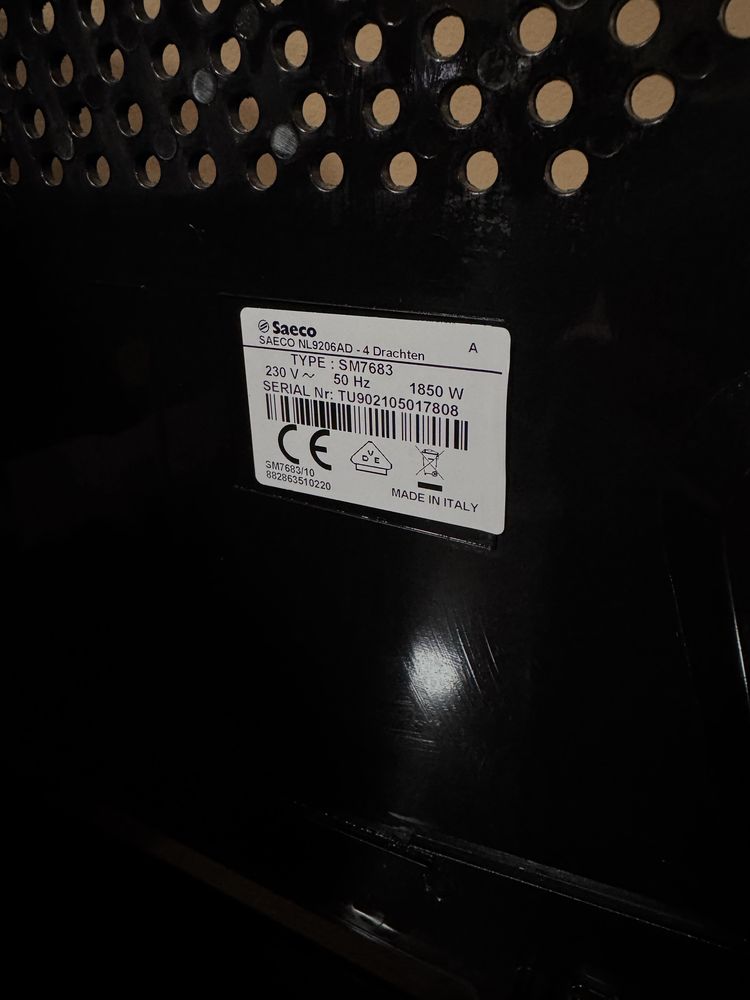 Saeco
SAECO NL9206AD - 4 Drachten A
TYPE : SM7683
230 V ~ 50 Hz 1850 W
SERIAL Nr: TU902105017808
CE
VDE
SM7683/10
882863510220
MADE IN ITALY